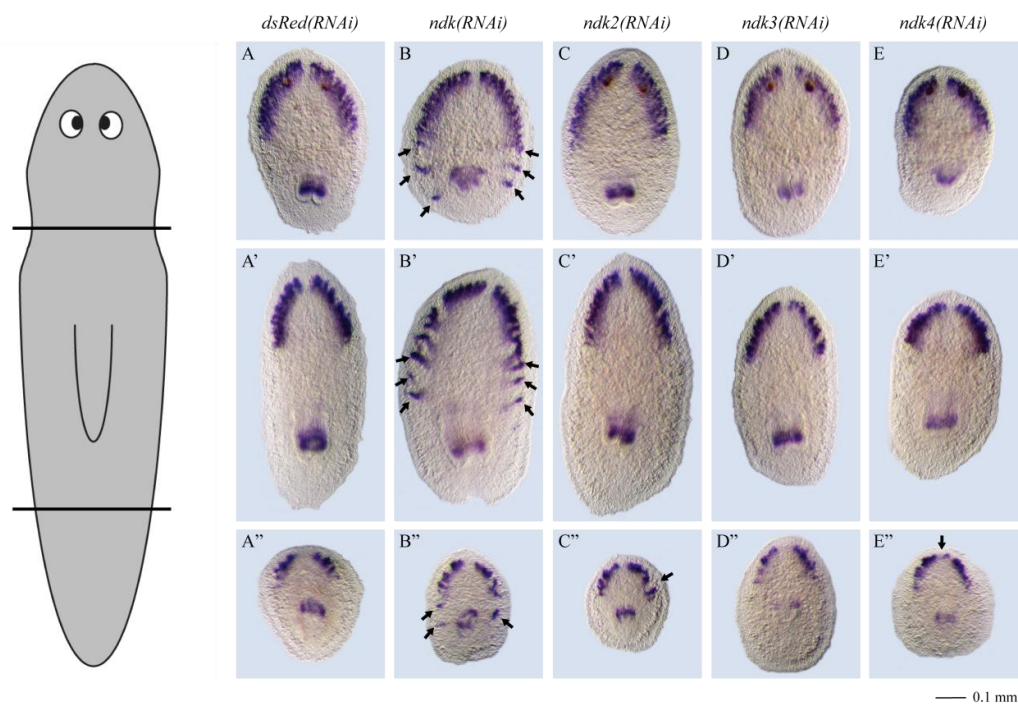 dsRed(RNAi) ndk(RNAi) ndk2(RNAi) ndk3(RNAi) ndk4(RNAi)
A B C D E
A' B' C' D' E'
A" B" C" D" E"
0.1 mm